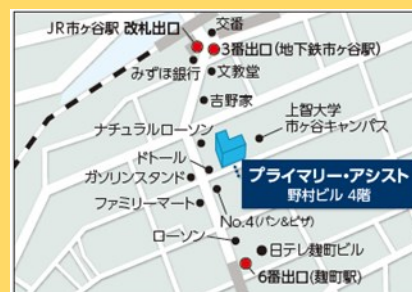 交番
JR市ケ谷駅 改札出口
3番出口(地下鉄市ヶ谷駅)
みずほ銀行
文教堂
吉野家
上智大学
市ヶ谷キャンパス
ナチュラルローソン
ドトール
ガソリンスタンド
プライマリー・アシスト
野村ビル 4階
ファミリーマート
No.4(パン&ピザ)
ローソン
日テレ麹町ビル
6番出口(麹町駅)